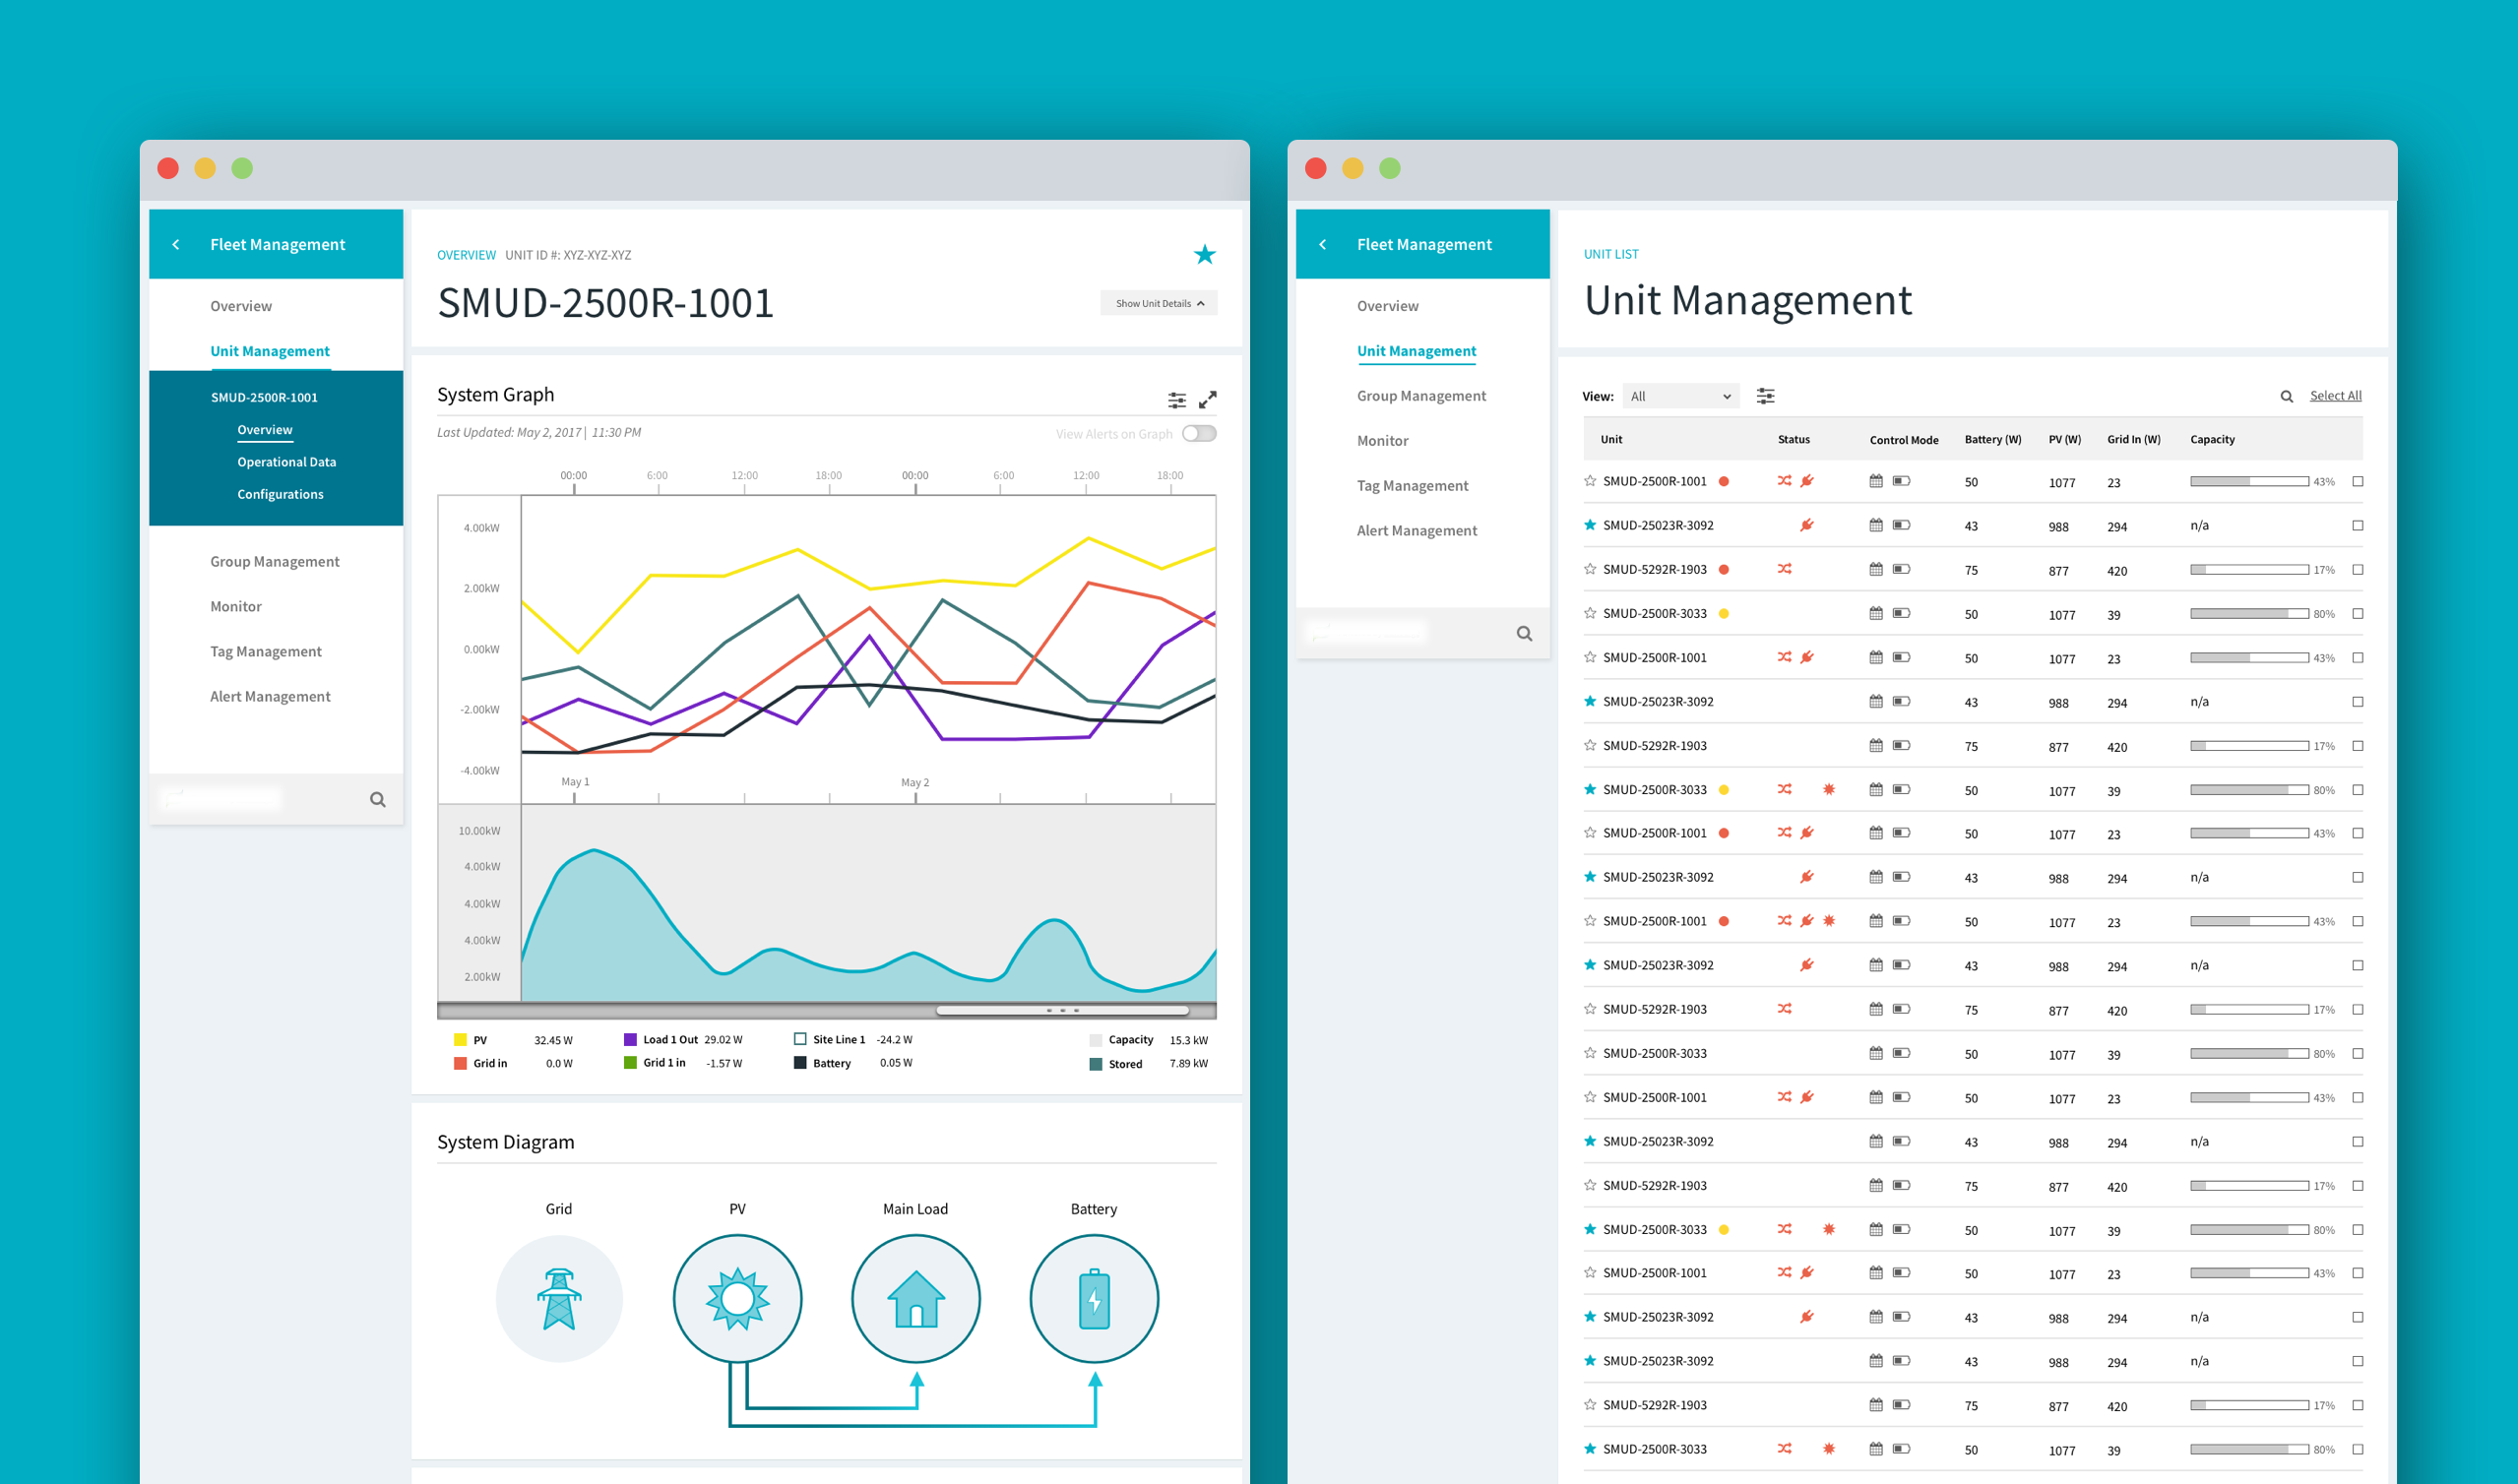 Fleet Management
Overview
Unit Management
SMUD-2500R-1001
Overview
Operational Data
Configurations
Group Management
Monitor
Tag Management
Alert Management
OVERVIEW UNIT ID #: XYZ-XYZ-XYZ
SMUD-2500R-1001
Show Unit Details
System Graph
Last Updated: May 2, 2017 | 11:30 PM
View Alerts on Graph
00:00 6:00 12:00 18:00 00:00 6:00 12:00 18:00
4.00kW
2.00kW
0.00kW
-2.00kW
-4.00kW
May 1 May 2
10.00kW
4.00kW
4.00kW
4.00kW
2.00kW
PV 32.45 W Load 1 Out 29.02 W Site Line 1 -24.2 W Capacity 15.3 kW
Grid in 0.0 W Grid 1 in -1.57 W Battery 0.05 W Stored 7.89 kW
System Diagram
Grid PV Main Load Battery
Fleet Management
Overview
Unit Management
Group Management
Monitor
Tag Management
Alert Management
UNIT LIST
Unit Management
View: All Select All
Unit Status Control Mode Battery (W) PV (W) Grid In (W) Capacity
SMUD-2500R-1001 50 1077 23 43%
SMUD-25023R-3092 43 988 294 n/a
SMUD-5292R-1903 75 877 420 17%
SMUD-2500R-3033 50 1077 39 80%
SMUD-2500R-1001 50 1077 23 43%
SMUD-25023R-3092 43 988 294 n/a
SMUD-5292R-1903 75 877 420 17%
SMUD-2500R-3033 50 1077 39 80%
SMUD-2500R-1001 50 1077 23 43%
SMUD-25023R-3092 43 988 294 n/a
SMUD-2500R-1001 50 1077 23 43%
SMUD-25023R-3092 43 988 294 n/a
SMUD-5292R-1903 75 877 420 17%
SMUD-2500R-3033 50 1077 39 80%
SMUD-2500R-1001 50 1077 23 43%
SMUD-25023R-3092 43 988 294 n/a
SMUD-5292R-1903 75 877 420 17%
SMUD-2500R-3033 50 1077 39 80%
SMUD-2500R-1001 50 1077 23 43%
SMUD-25023R-3092 43 988 294 n/a
SMUD-25023R-3092 43 988 294 n/a
SMUD-5292R-1903 75 877 420 17%
SMUD-2500R-3033 50 1077 39 80%